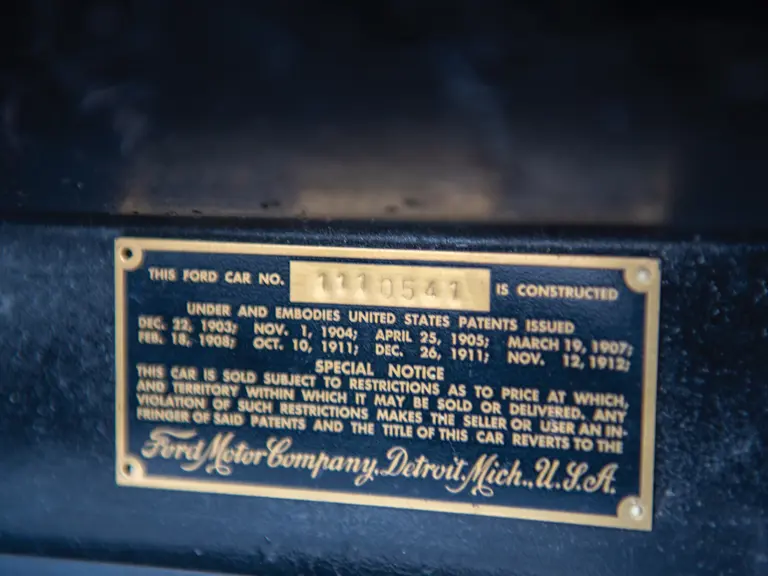 THIS FORD CAR NO. 1110541 IS CONSTRUCTED
UNDER AND EMBODIES UNITED STATES PATENTS ISSUED
DEC. 22, 1903; NOV. 1, 1904; APRIL 25, 1905; MARCH 19, 1907;
FEB. 18, 1908; OCT. 10, 1911; DEC. 26, 1911; NOV. 12, 1912;
SPECIAL NOTICE
THIS CAR IS SOLD SUBJECT TO RESTRICTIONS AS TO PRICE AT WHICH,
AND TERRITORY WITHIN WHICH IT MAY BE SOLD OR DELIVERED. ANY
VIOLATION OF SUCH RESTRICTIONS MAKES THE SELLER OR USER AN IN-
FRINGER OF SAID PATENTS AND THE TITLE OF THIS CAR REVERTS TO THE
Ford Motor Company, Detroit, Mich., U.S.A.